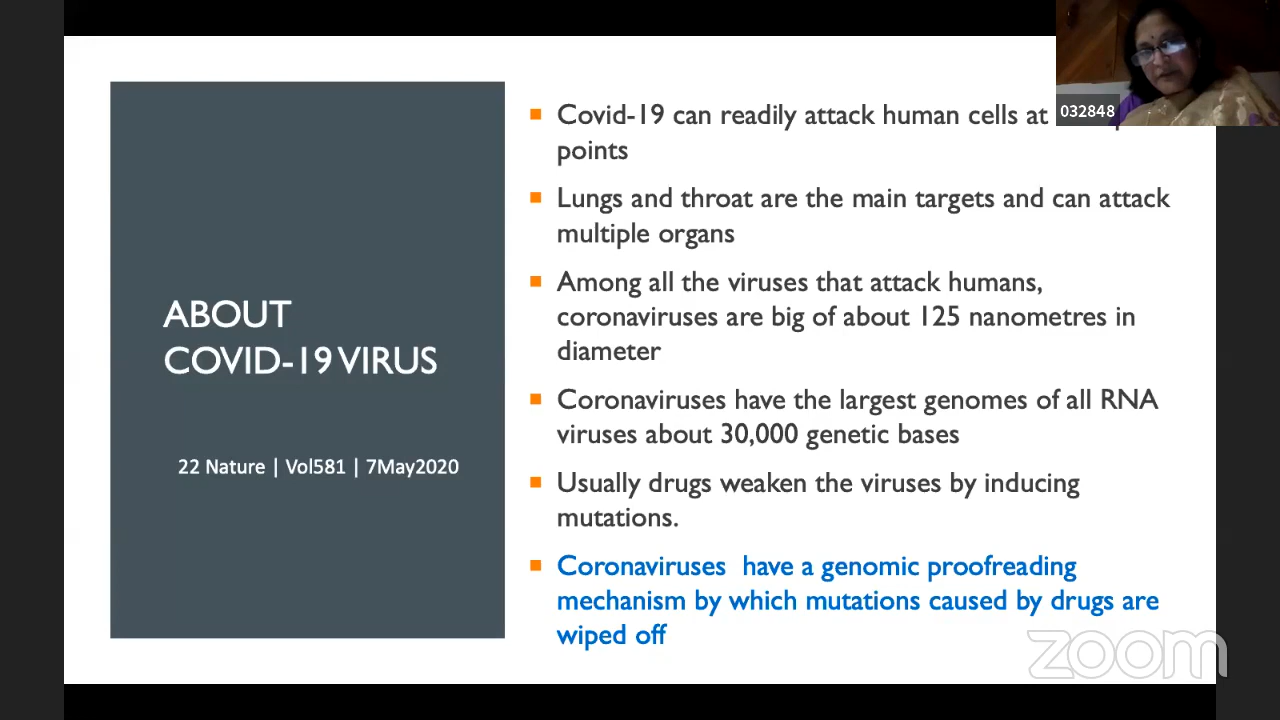 ABOUT
COVID-19 VIRUS
22 Nature | Vol581 | 7May2020
Covid-19 can readily attack human cells at
points
Lungs and throat are the main targets and can attack
multiple organs
Among all the viruses that attack humans,
coronaviruses are big of about 125 nanometres in
diameter
Coronaviruses have the largest genomes of all RNA
viruses about 30,000 genetic bases
Usually drugs weaken the viruses by inducing
mutations.
Coronaviruses have a genomic proofreading
mechanism by which mutations caused by drugs are
wiped off
032848
zoom